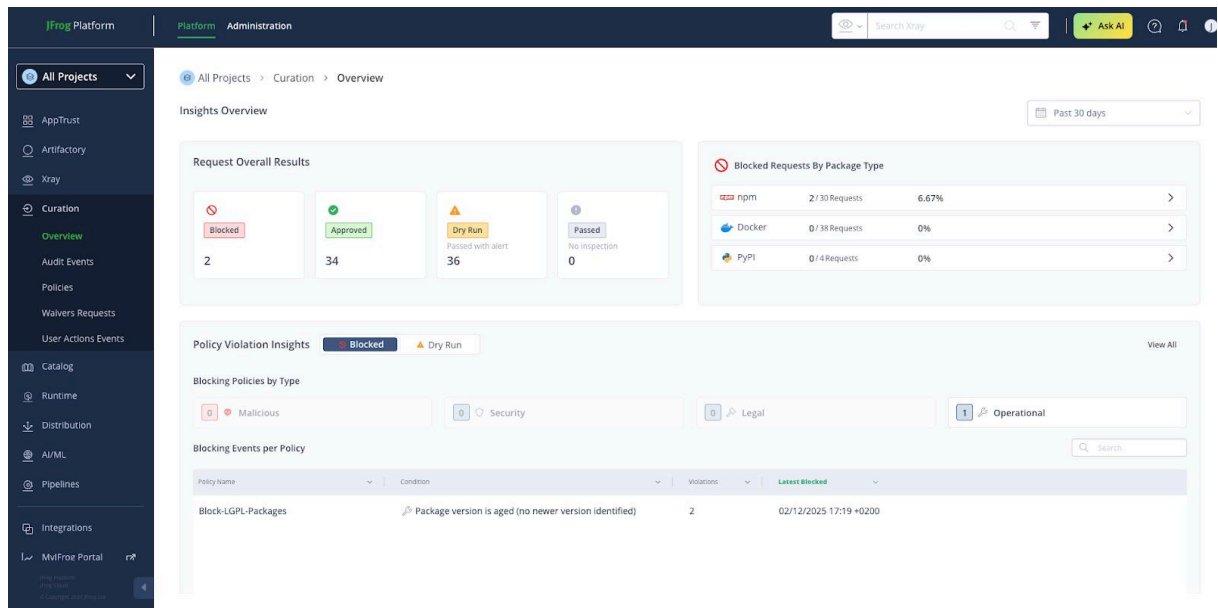 JFrog Platform
Platform Administration
Search Xray
Ask AI
J
All Projects
AppTrust
Artifactory
Xray
Curation
Overview
Audit Events
Policies
Waivers Requests
User Actions Events
Catalog
Runtime
Distribution
AI/ML
Pipelines
Integrations
MyJFrog Portal
All Projects > Curation > Overview
Insights Overview
Past 30 days
Request Overall Results
Blocked
2
Approved
34
Dry Run
Passed with alert
36
Passed
No inspection
0
Blocked Requests By Package Type
npm 2 / 30 Requests 6.67%
Docker 0 / 38 Requests 0%
PyPI 0 / 4 Requests 0%
Policy Violation Insights Blocked Dry Run View All
Blocking Policies by Type
0 Malicious 0 Security 0 Legal 1 Operational
Blocking Events per Policy Search
Policy Name Condition Violations Latest Blocked
Block-LGPL-Packages Package version is aged (no newer version identified) 2 02/12/2025 17:19 +0200